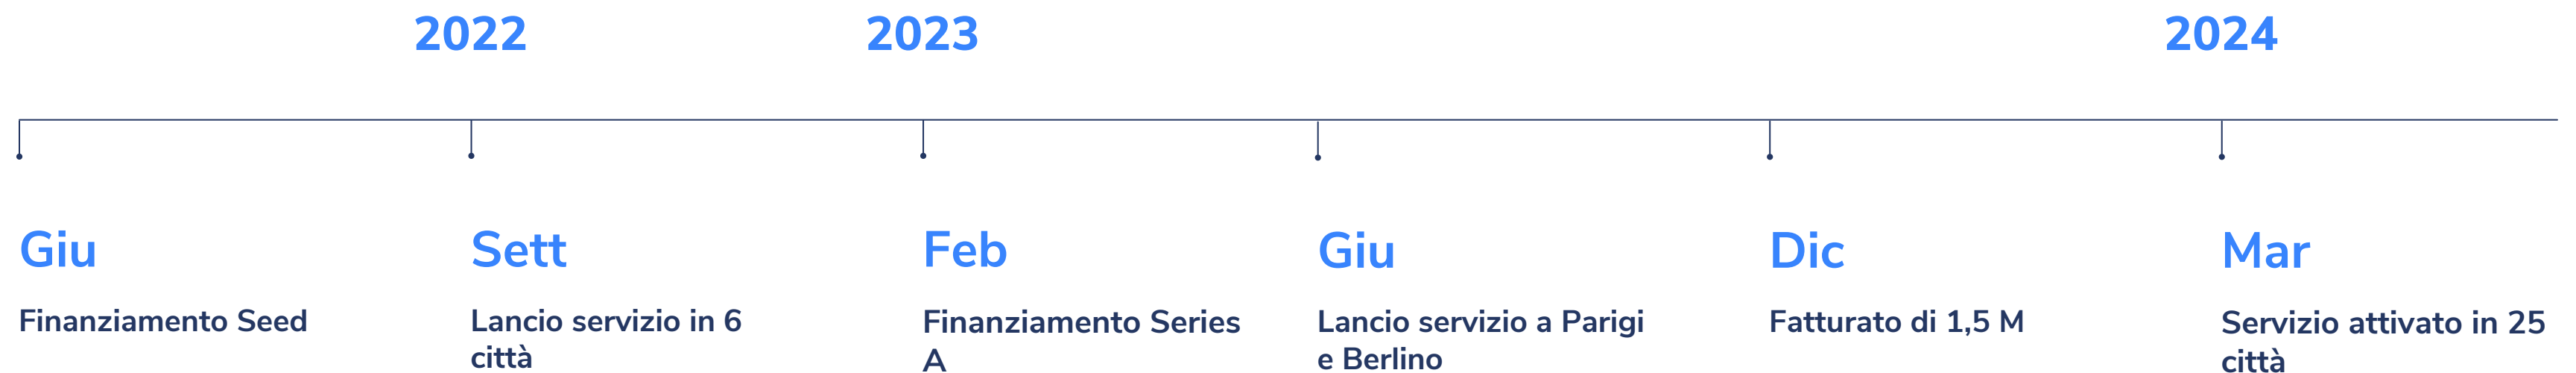 2022
2023
2024
Giu
Sett
Feb
Giu
Dic
Mar
Finanziamento Seed
Lancio servizio in 6
città
Finanziamento Series
A
Lancio servizio a Parigi
e Berlino
Fatturato di 1,5 M
Servizio attivato in 25
città